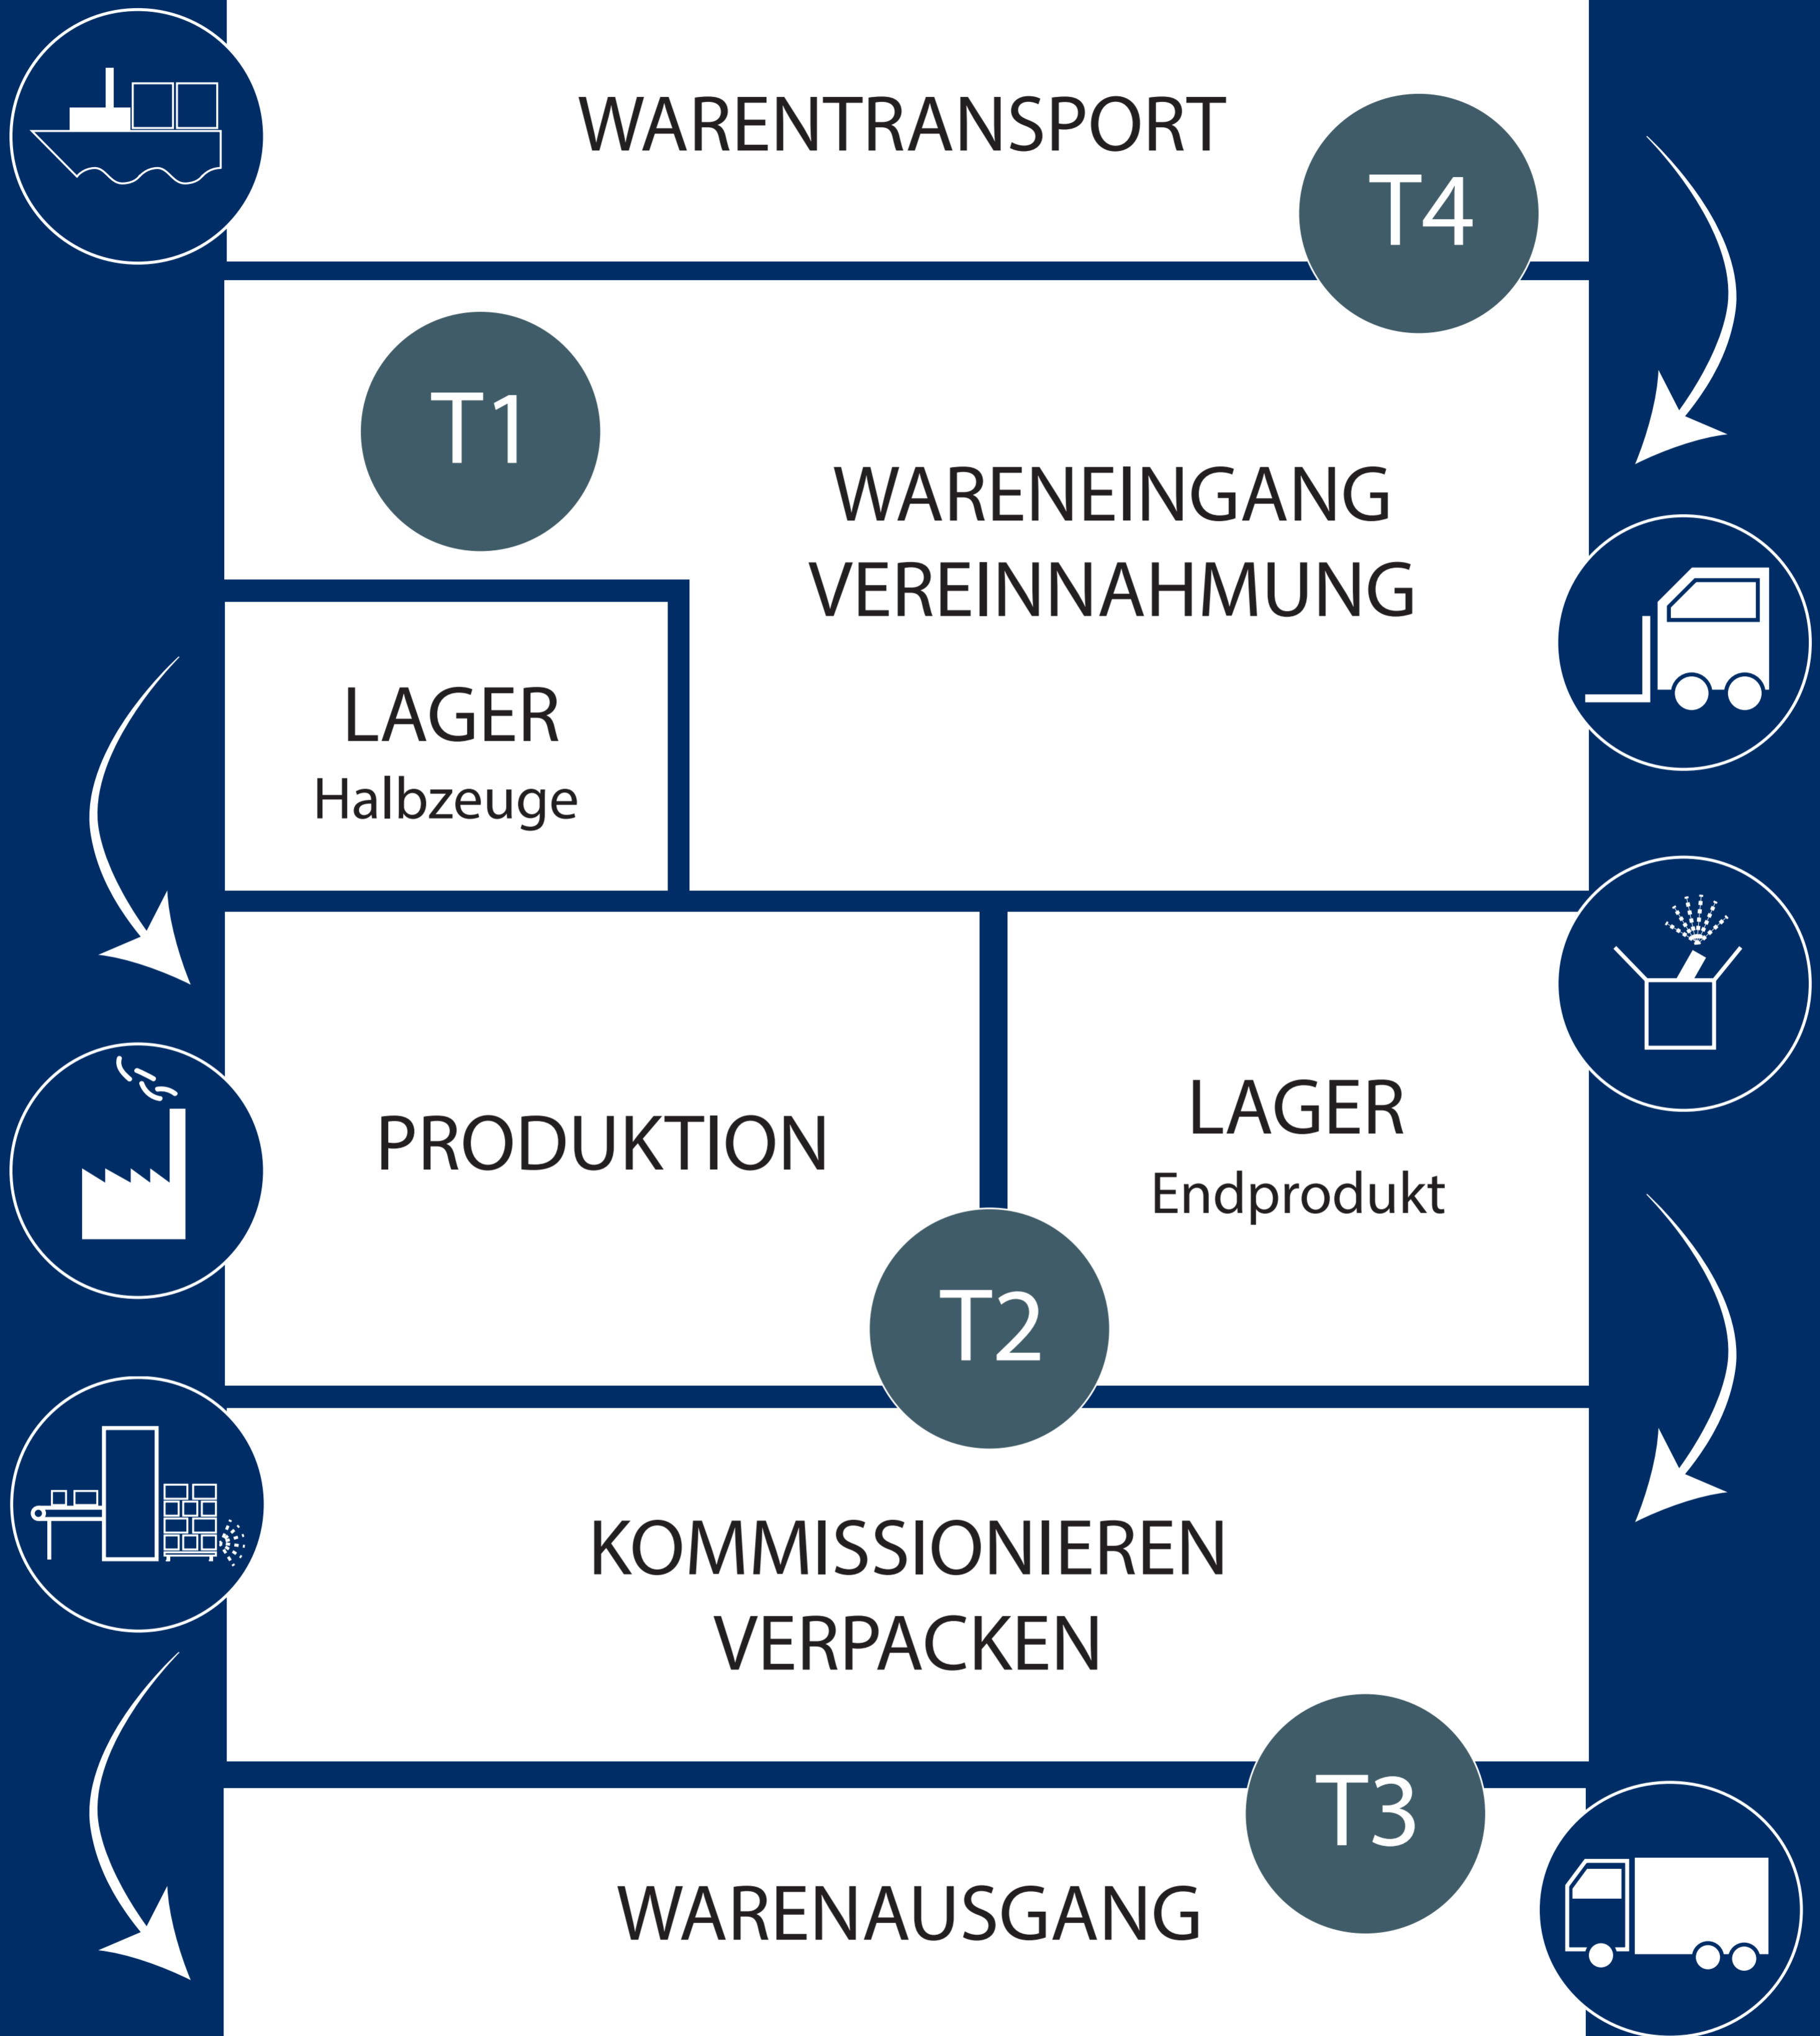 WARENTRANSPORT
T4
T1
WARENEINGANG
VEREINNAHMUNG
LAGER
Halbzeuge
PRODUKTION
LAGER
Endprodukt
T2
KOMMISSIONIEREN
VERPACKEN
T3
WARENAUSGANG